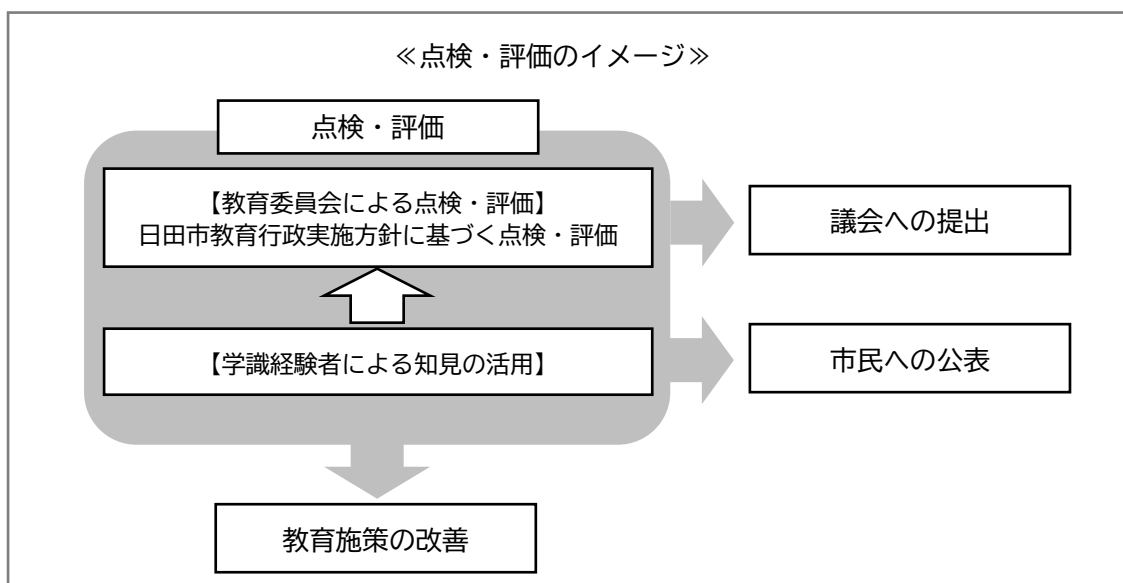 ≪点検・評価のイメージ≫
点検・評価
【教育委員会による点検・評価】
日田市教育行政実施方針に基づく点検・評価
【学識経験者による知見の活用】
議会への提出
市民への公表
教育施策の改善